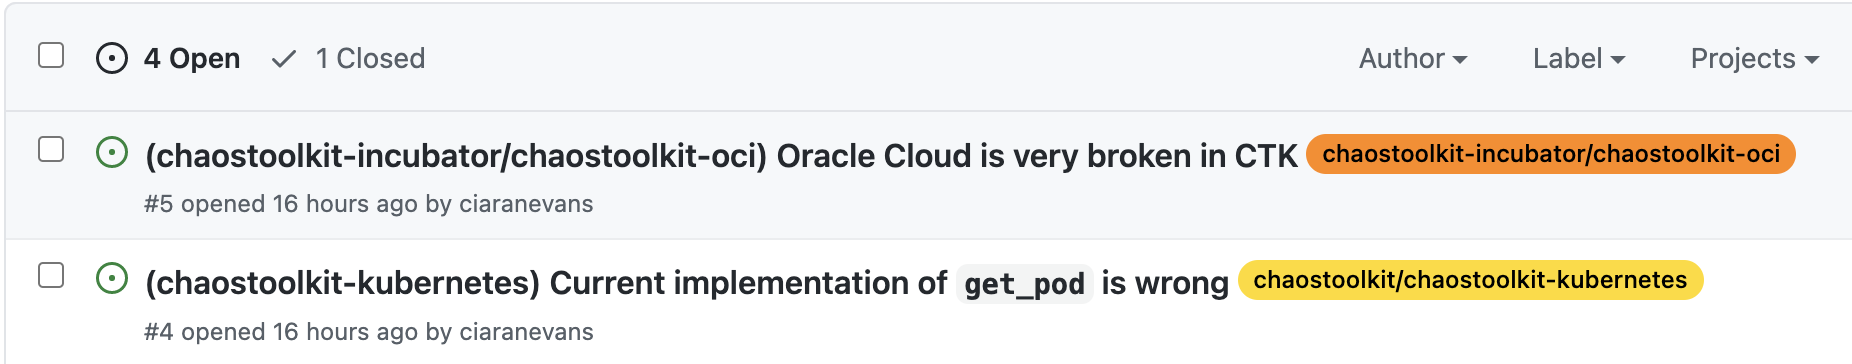 4 Open 1 Closed Author Label Projects
(chaostoolkit-incubator/chaostoolkit-oci) Oracle Cloud is very broken in CTK chaostoolkit-incubator/chaostoolkit-oci
#5 opened 16 hours ago by ciaranevans
(chaostoolkit-kubernetes) Current implementation of get_pod is wrong chaostoolkit/chaostoolkit-kubernetes
#4 opened 16 hours ago by ciaranevans